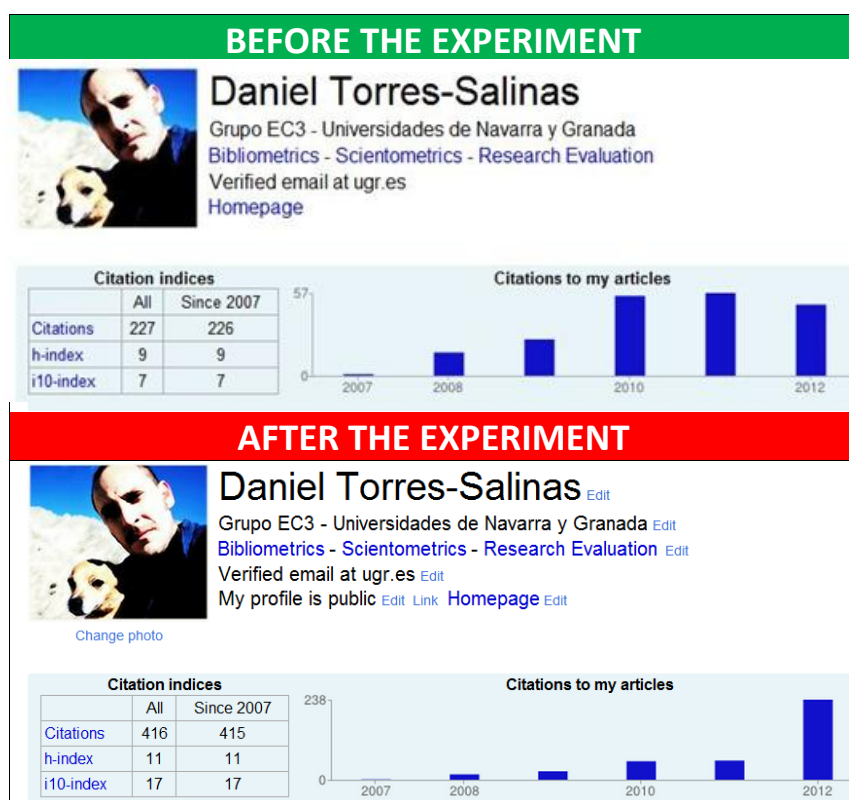 BEFORE THE EXPERIMENT
Daniel Torres-Salinas
Grupo EC3 - Universidades de Navarra y Granada
Bibliometrics - Scientometrics - Research Evaluation
Verified email at ugr.es
Homepage
Citation indices
All Since 2007
Citations 227 226
h-index 9 9
i10-index 7 7
Citations to my articles
57
0
2007 2008 2010 2012
AFTER THE EXPERIMENT
Daniel Torres-Salinas Edit
Grupo EC3 - Universidades de Navarra y Granada Edit
Bibliometrics - Scientometrics - Research Evaluation Edit
Verified email at ugr.es Edit
My profile is public Edit Link Homepage Edit
Change photo
Citation indices
All Since 2007
Citations 416 415
h-index 11 11
i10-index 17 17
Citations to my articles
238
0
2007 2008 2010 2012